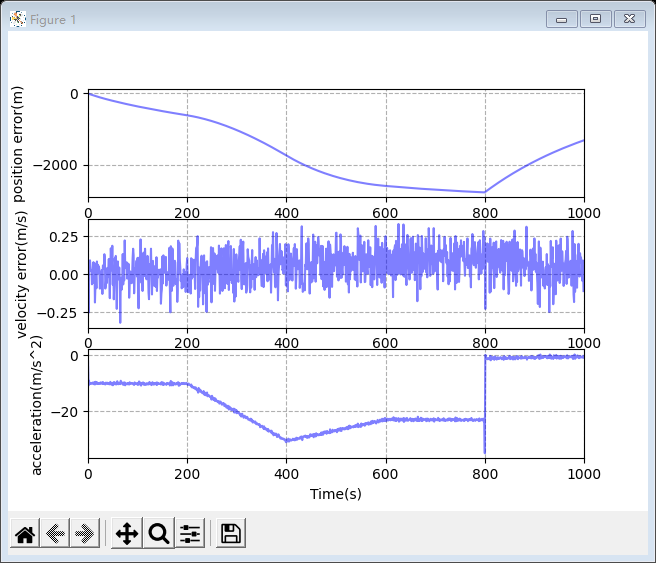 Figure 1
position error(m)
0
−2000
0 200 400 600 800 1000
velocity error(m/s)
0.25
0.00
−0.25
0 200 400 600 800 1000
acceleration(m/s^2)
0
−20
0 200 400 600 800 1000
Time(s)